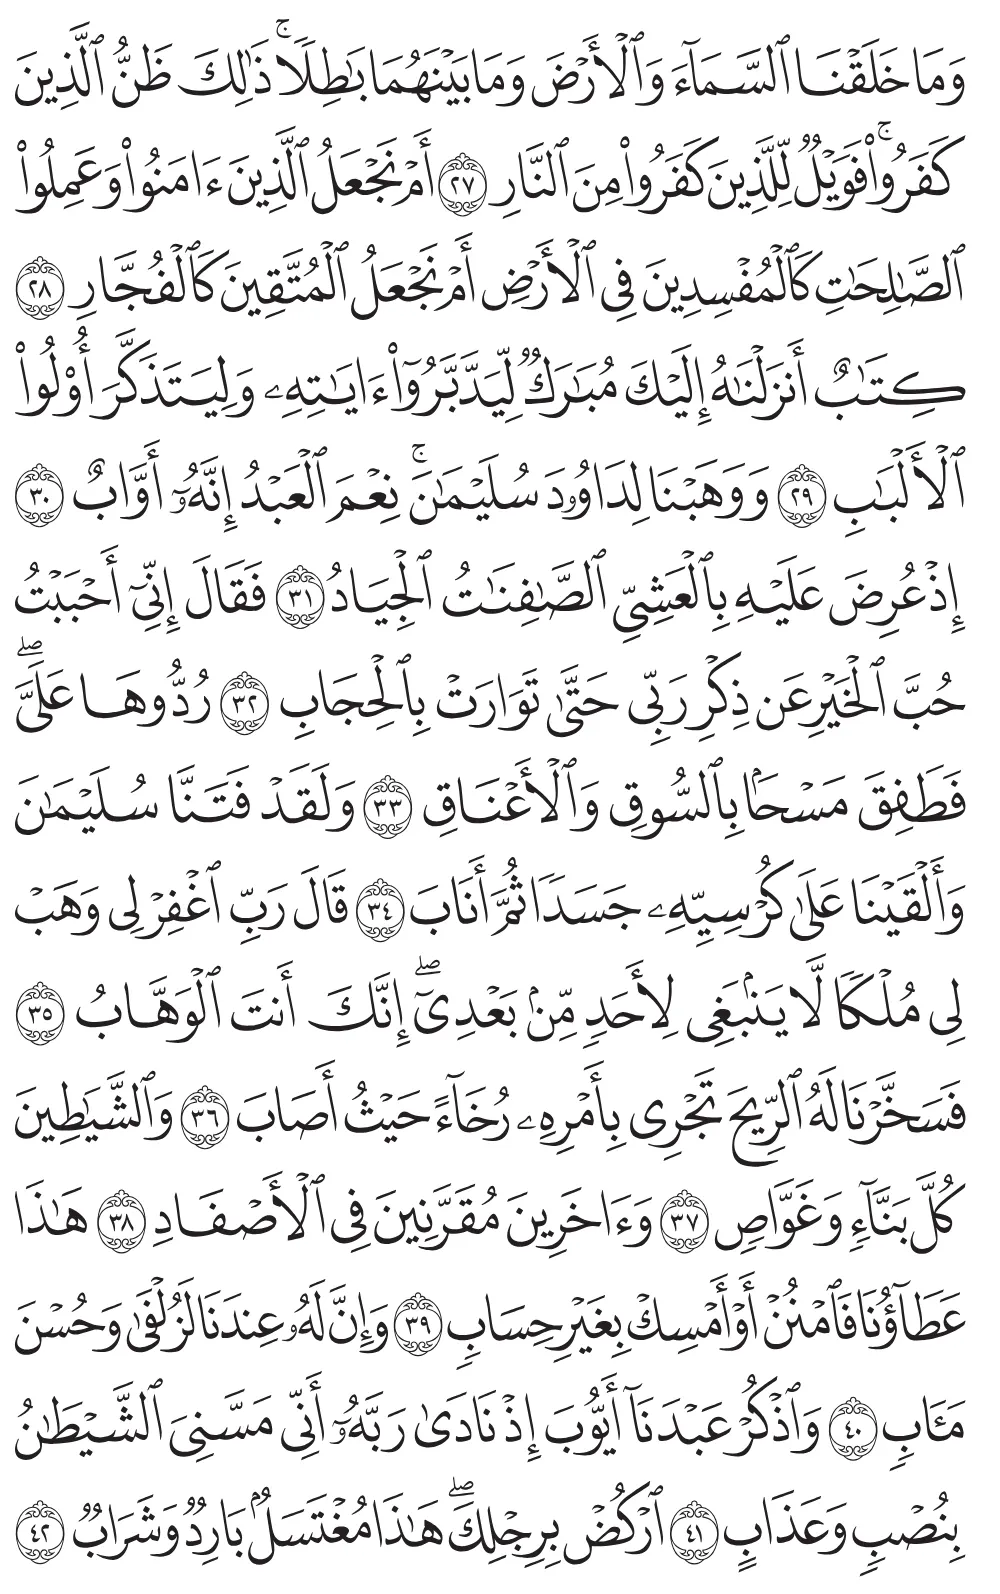 وَمَا خَلَقْنَا ٱلسَّمَآءَ وَٱلْأَرْضَ وَمَا بَيْنَهُمَا بَٰطِلًا ۚ ذَٰلِكَ ظَنُّ ٱلَّذِينَ
كَفَرُوا۟ ۚ فَوَيْلٌ لِّلَّذِينَ كَفَرُوا۟ مِنَ ٱلنَّارِ ٢٧ أَمْ نَجْعَلُ ٱلَّذِينَ ءَامَنُوا۟ وَعَمِلُوا۟
ٱلصَّٰلِحَٰتِ كَٱلْمُفْسِدِينَ فِى ٱلْأَرْضِ أَمْ نَجْعَلُ ٱلْمُتَّقِينَ كَٱلْفُجَّارِ ٢٨
كِتَٰبٌ أَنزَلْنَٰهُ إِلَيْكَ مُبَٰرَكٌ لِّيَدَّبَّرُوٓا۟ ءَايَٰتِهِۦ وَلِيَتَذَكَّرَ أُو۟لُوا۟
ٱلْأَلْبَٰبِ ٢٩ وَوَهَبْنَا لِدَاوُۥدَ سُلَيْمَٰنَ ۚ نِعْمَ ٱلْعَبْدُ إِنَّهُۥٓ أَوَّابٌ ٣٠
إِذْ عُرِضَ عَلَيْهِ بِٱلْعَشِىِّ ٱلصَّٰفِنَٰتُ ٱلْجِيَادُ ٣١ فَقَالَ إِنِّىٓ أَحْبَبْتُ
حُبَّ ٱلْخَيْرِ عَن ذِكْرِ رَبِّى حَتَّىٰ تَوَارَتْ بِٱلْحِجَابِ ٣٢ رُدُّوهَا عَلَىَّ ۖ
فَطَفِقَ مَسْحًۢا بِٱلسُّوقِ وَٱلْأَعْنَاقِ ٣٣ وَلَقَدْ فَتَنَّا سُلَيْمَٰنَ
وَأَلْقَيْنَا عَلَىٰ كُرْسِيِّهِۦ جَسَدًا ثُمَّ أَنَابَ ٣٤ قَالَ رَبِّ ٱغْفِرْ لِى وَهَبْ
لِى مُلْكًا لَّا يَنۢبَغِى لِأَحَدٍ مِّنۢ بَعْدِىٓ ۖ إِنَّكَ أَنتَ ٱلْوَهَّابُ ٣٥
فَسَخَّرْنَا لَهُ ٱلرِّيحَ تَجْرِى بِأَمْرِهِۦ رُخَآءً حَيْثُ أَصَابَ ٣٦ وَٱلشَّيَٰطِينَ
كُلَّ بَنَّآءٍ وَغَوَّاصٍ ٣٧ وَءَاخَرِينَ مُقَرَّنِينَ فِى ٱلْأَصْفَادِ ٣٨ هَٰذَا
عَطَآؤُنَا فَٱمْنُنْ أَوْ أَمْسِكْ بِغَيْرِ حِسَابٍ ٣٩ وَإِنَّ لَهُۥ عِندَنَا لَزُلْفَىٰ وَحُسْنَ
مَـَٔابٍ ٤٠ وَٱذْكُرْ عَبْدَنَآ أَيُّوبَ إِذْ نَادَىٰ رَبَّهُۥٓ أَنِّى مَسَّنِىَ ٱلشَّيْطَٰنُ
بِنُصْبٍ وَعَذَابٍ ٤١ ٱرْكُضْ بِرِجْلِكَ ۖ هَٰذَا مُغْتَسَلٌۢ بَارِدٌ وَشَرَابٌ ٤٢